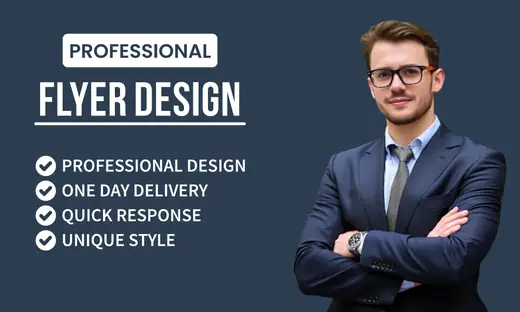 PROFESSIONAL
FLYER DESIGN
PROFESSIONAL DESIGN
ONE DAY DELIVERY
QUICK RESPONSE
UNIQUE STYLE